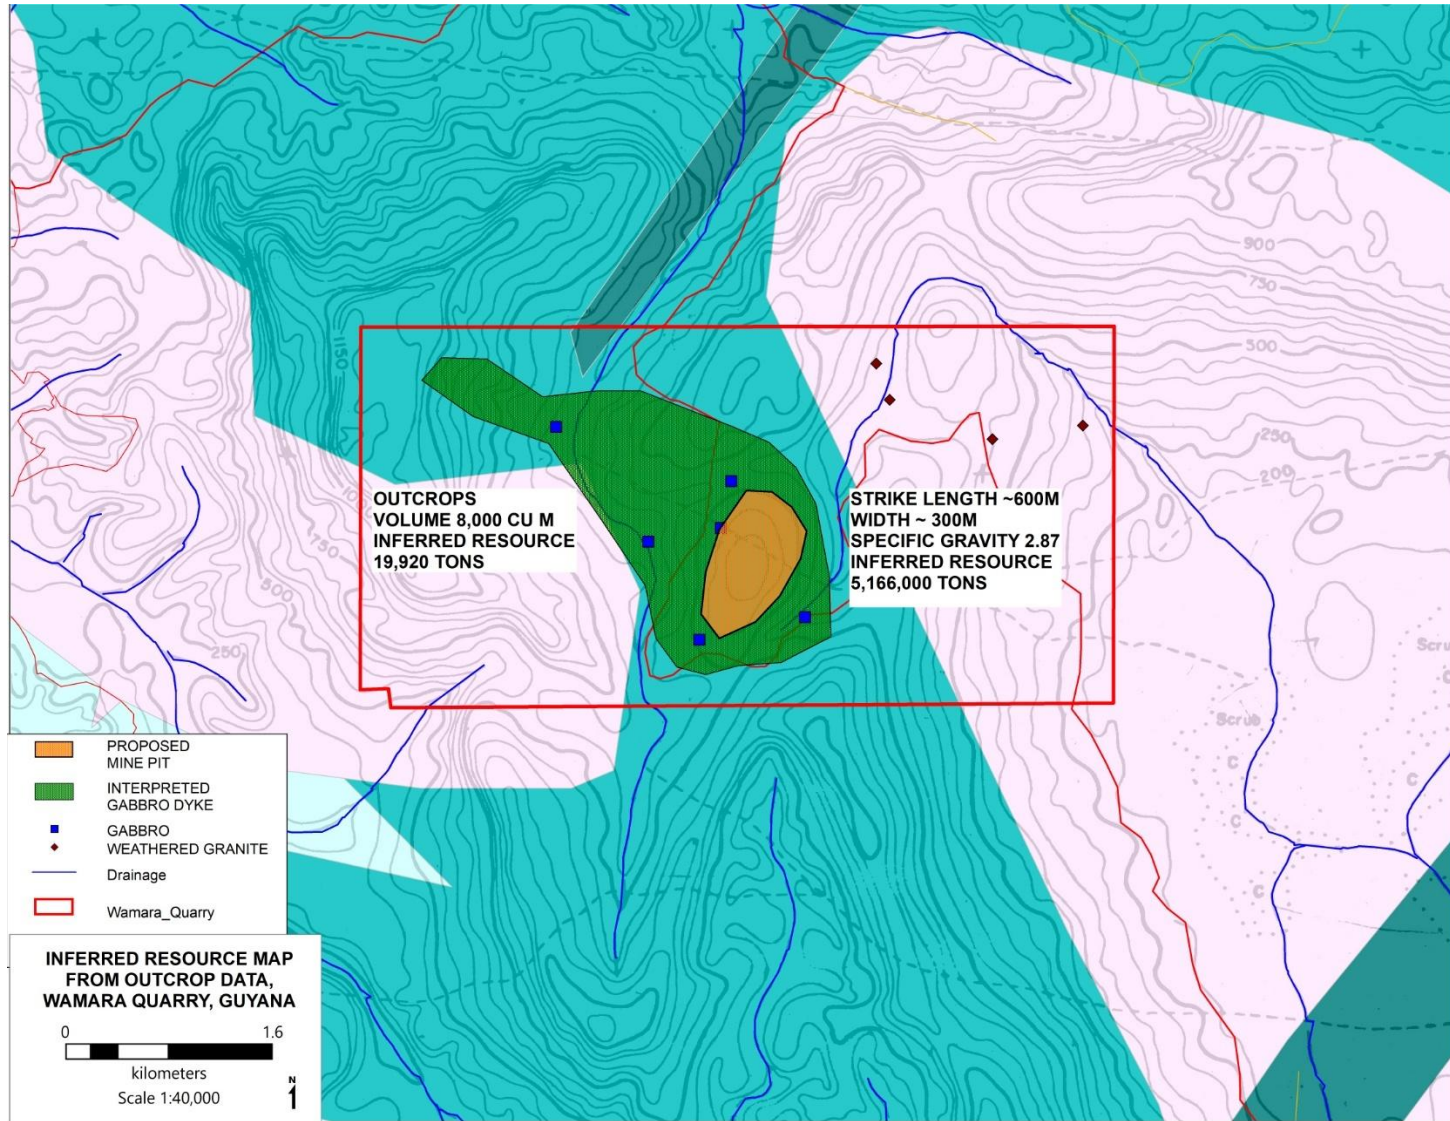 900
750
500
250
200
1150
750
500
250
OUTCROPS
VOLUME 8,000 CU M
INFERRED RESOURCE
19,920 TONS
STRIKE LENGTH ~600M
WIDTH ~ 300M
SPECIFIC GRAVITY 2.87
INFERRED RESOURCE
5,166,000 TONS
Scrub
C
C
C
C
PROPOSED
MINE PIT
INTERPRETED
GABBRO DYKE
GABBRO
WEATHERED GRANITE
Drainage
Wamara_Quarry
INFERRED RESOURCE MAP
FROM OUTCROP DATA,
WAMARA QUARRY, GUYANA
0 1.6
kilometers
Scale 1:40,000
N